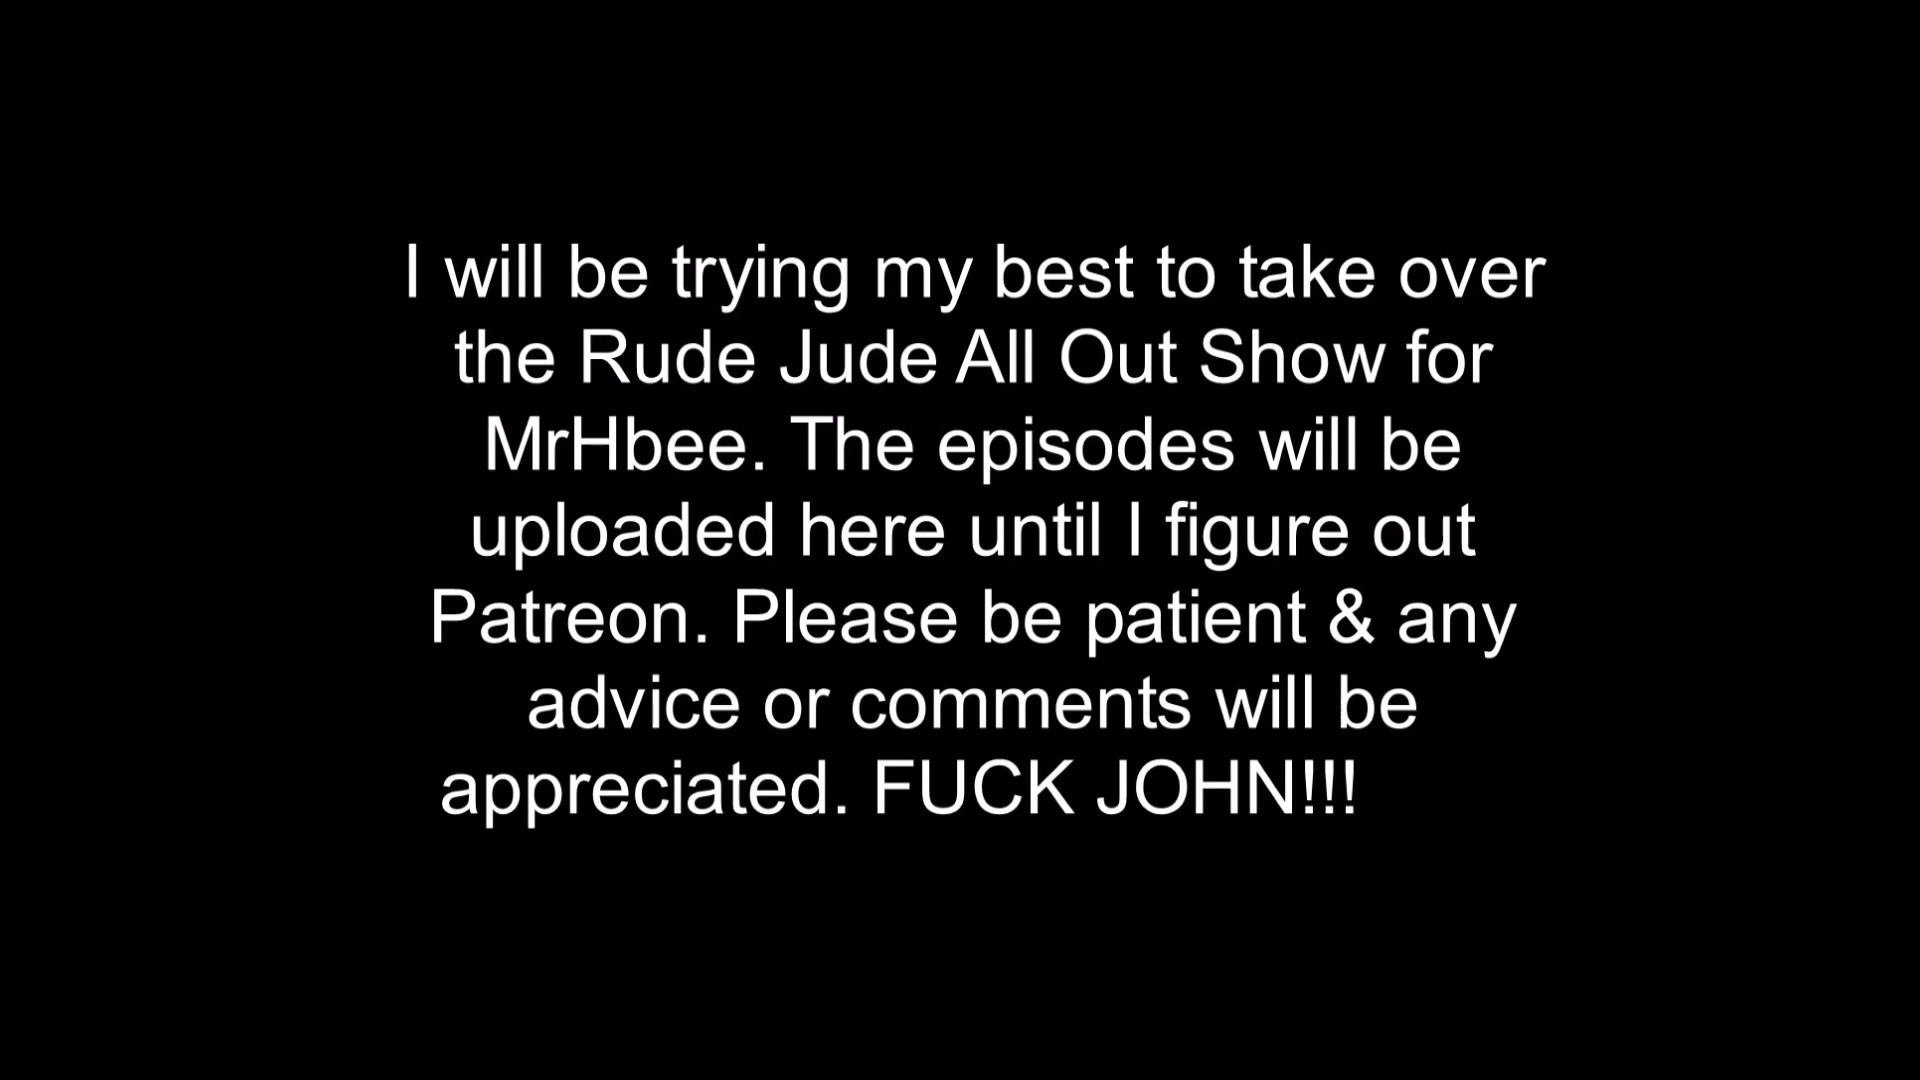 I will be trying my best to take over
the Rude Jude All Out Show for
MrHbee. The episodes will be
uploaded here until I figure out
Patreon. Please be patient & any
advice or comments will be
appreciated. FUCK JOHN!!!